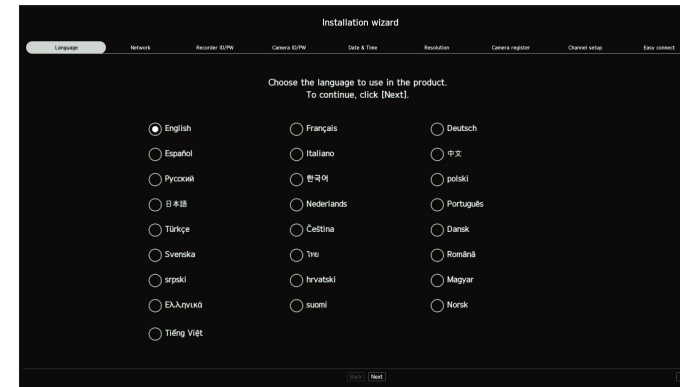 Installation wizard
Language Network Recorder ID/PW Camera ID/PW Date & Time Resolution Camera register Channel setup Easy connect
Choose the language to use in the product.
To continue, click [Next].
English Français Deutsch
Español Italiano 中文
Русский 한국어 polski
日本語 Nederlands Português
Türkçe Čeština Dansk
Svenska ไทย Română
srpski hrvatski Magyar
Ελληνικά suomi Norsk
Tiếng Việt
Back Next